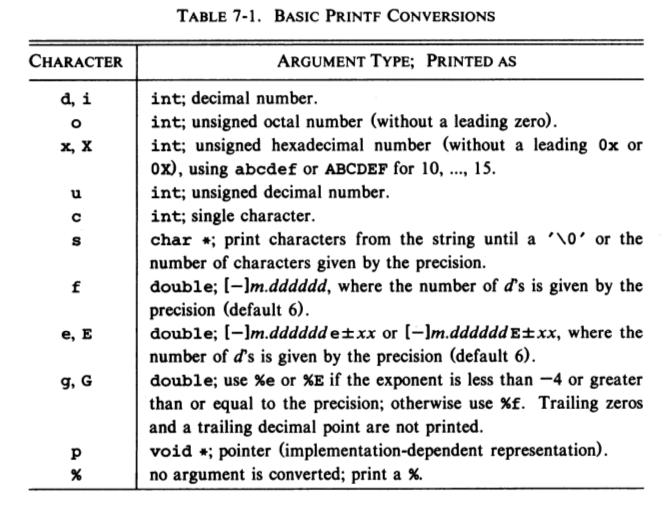 TABLE 7-1. BASIC PRINTF CONVERSIONS
CHARACTER ARGUMENT TYPE; PRINTED AS
d, i int; decimal number.
o int; unsigned octal number (without a leading zero).
x, X int; unsigned hexadecimal number (without a leading 0x or
0X), using abcdef or ABCDEF for 10, ..., 15.
u int; unsigned decimal number.
c int; single character.
s char *; print characters from the string until a '\0' or the
number of characters given by the precision.
f double; [−]m.dddddd, where the number of d's is given by the
precision (default 6).
e, E double; [−]m.dddddde±xx or [−]m.ddddddE±xx, where the
number of d's is given by the precision (default 6).
g, G double; use %e or %E if the exponent is less than −4 or greater
than or equal to the precision; otherwise use %f. Trailing zeros
and a trailing decimal point are not printed.
p void *; pointer (implementation-dependent representation).
% no argument is converted; print a %.